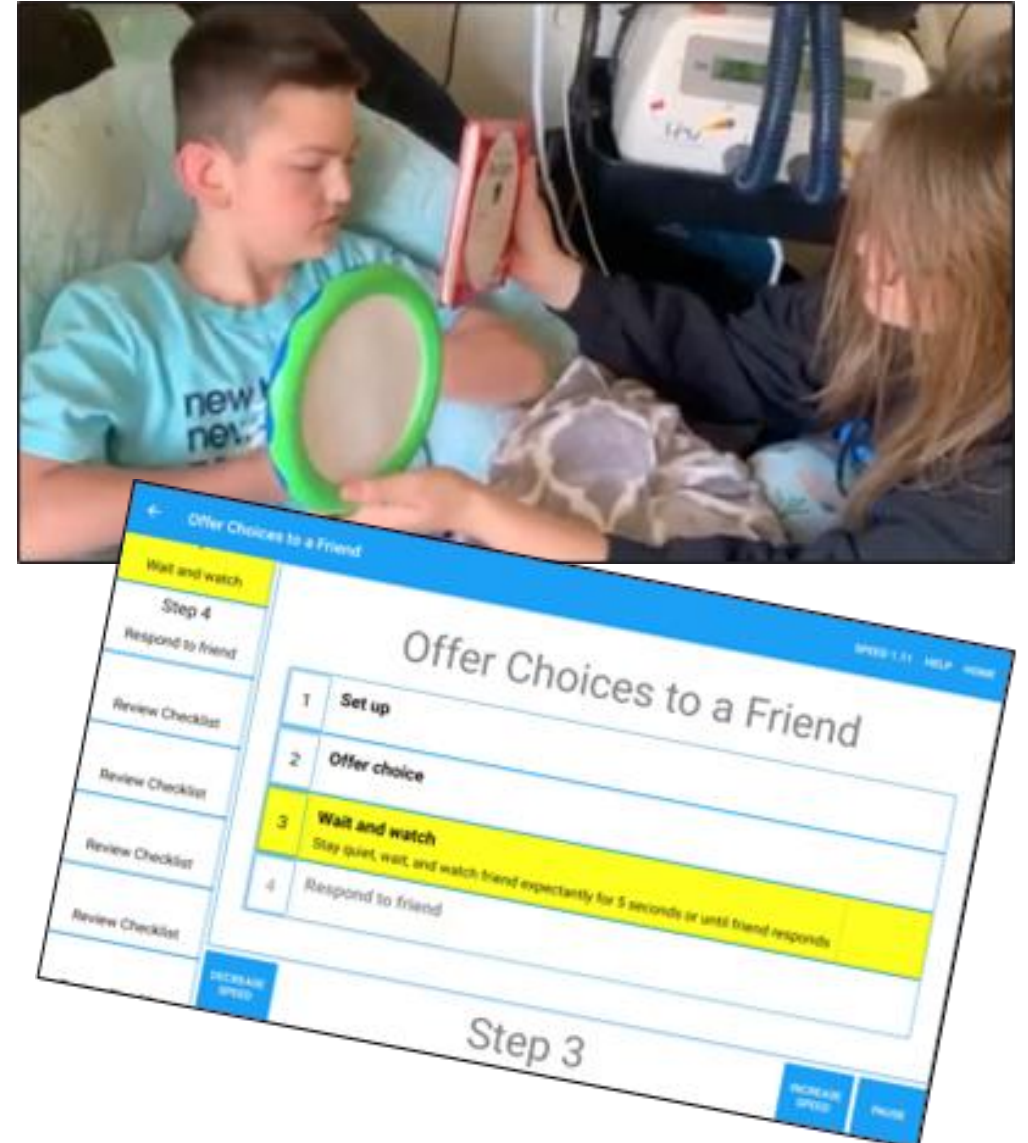 new
new
← Offer Choices to a Friend
SPEED 1.11 HELP HOME
Wait and watch
Step 4
Respond to friend
Review Checklist
Review Checklist
Review Checklist
Review Checklist
Offer Choices to a Friend
1 Set up
2 Offer choice
3 Wait and watch
Stay quiet, wait, and watch friend expectantly for 5 seconds or until friend responds
4 Respond to friend
DECREASE
SPEED
Step 3
INCREASE
SPEED
PAUSE